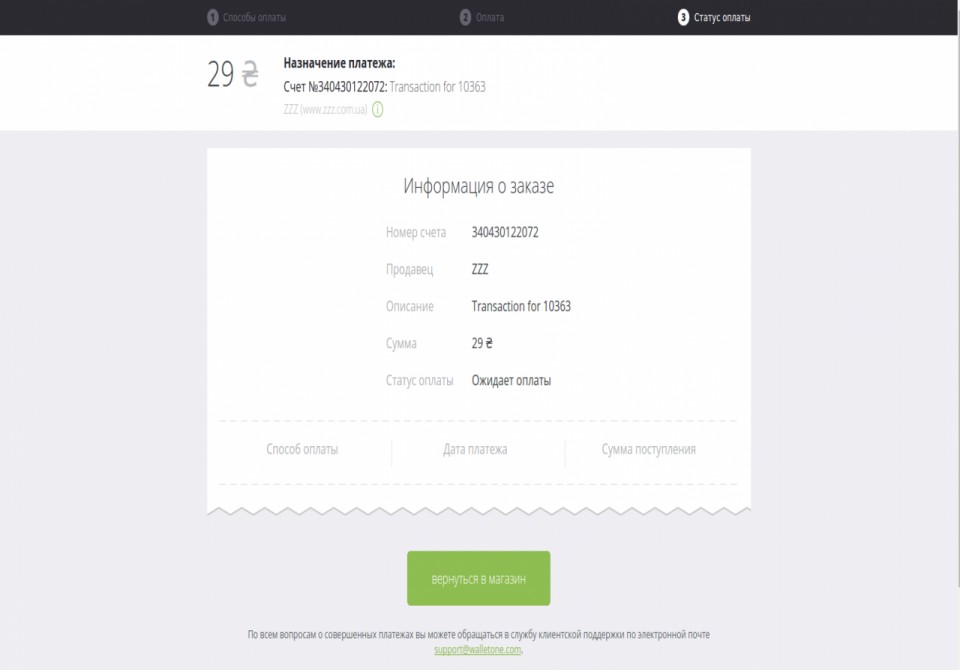 1 Способы оплаты 2 Оплата 3 Статус оплаты
29 ₴
Назначение платежа:
Счет №340430122072: Transaction for 10363
ZZZ (www.zzz.com.ua) i
Информация о заказе
Номер счета 340430122072
Продавец ZZZ
Описание Transaction for 10363
Сумма 29 ₴
Статус оплаты Ожидает оплаты
Способ оплаты Дата платежа Сумма поступления
вернуться в магазин
По всем вопросам о совершенных платежах вы можете обращаться в службу клиентской поддержки по электронной почте
support@walletone.com.